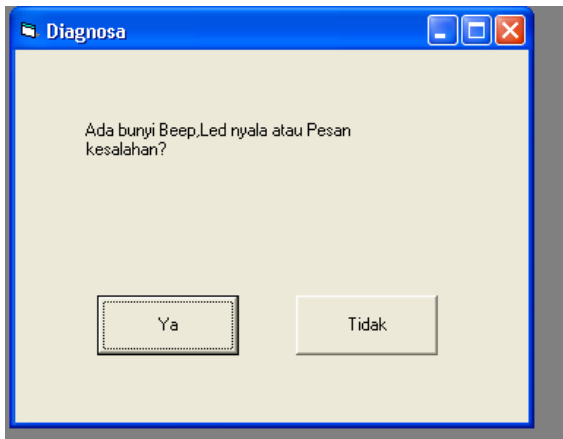 Diagnosa
Ada bunyi Beep,Led nyala atau Pesan
kesalahan?
Ya
Tidak